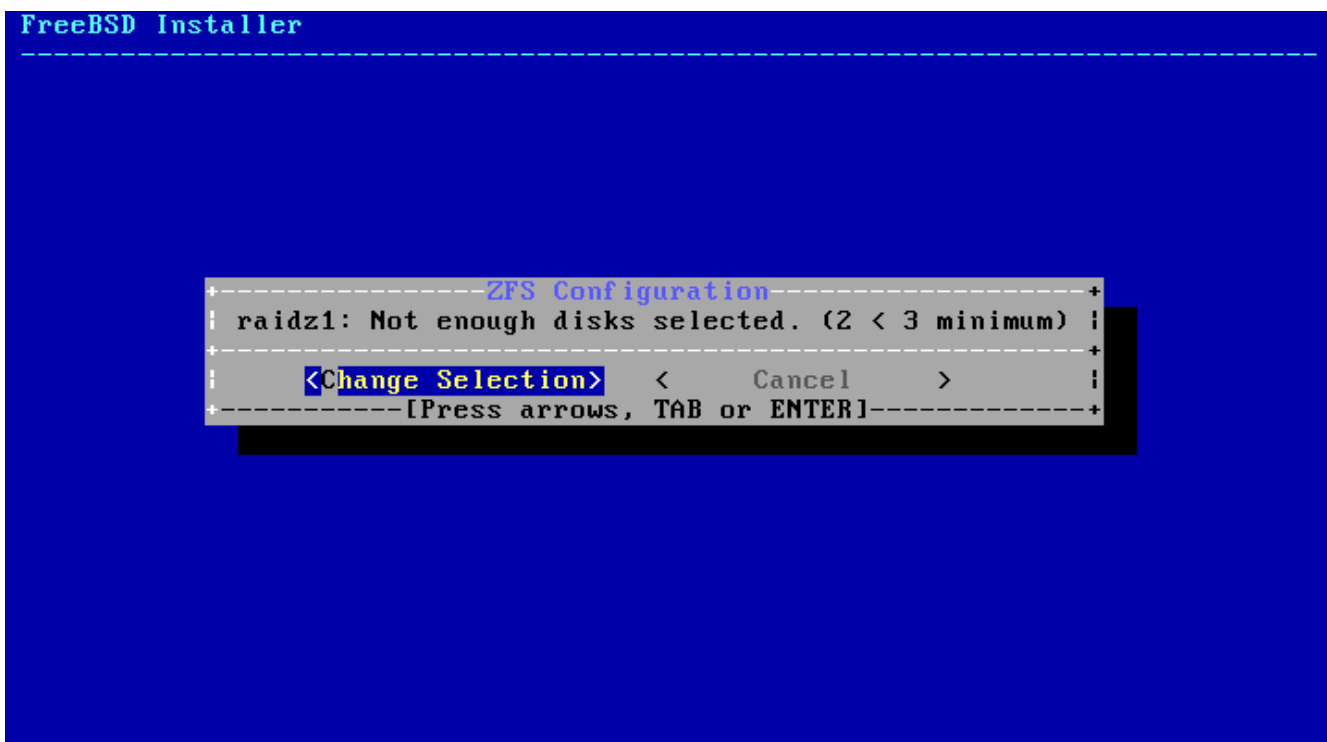 FreeBSD Installer
ZFS Configuration
raidz1: Not enough disks selected. (2 < 3 minimum)
<Change Selection> < Cancel >
[Press arrows, TAB or ENTER]